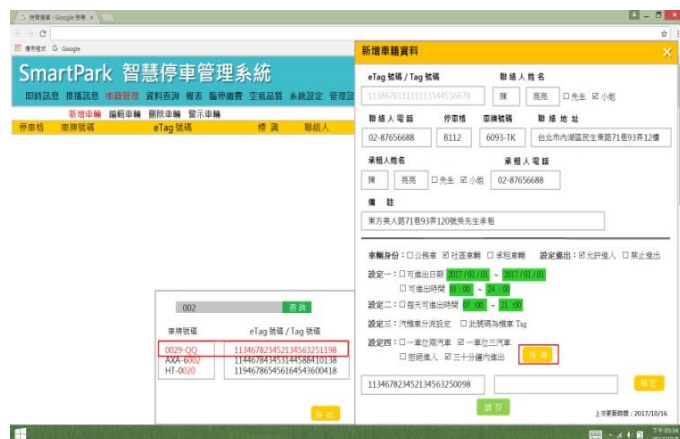 SmartPark 智慧停車管理系統
即時訊息 推播訊息 車籍管理 資料查詢 報表 臨停繳費 空氣品質 系統設定
新增車輛 編輯車輛 刪除車輛 警示車輛
停車格 車牌號碼 eTag 號碼 標識 聯絡人
002 查詢
車牌號碼 eTag 號碼 / Tag 號碼
0029-QQ 113467823452134563251198
AXA-6002 114467843453144588410138
HT-0020 119467865456164543600418
新增車籍資料
eTag 號碼 / Tag 號碼 聯絡人姓名
陳 亮亮 先生 小姐
聯絡人電話 停車格 車牌號碼 聯絡地址
02-87656688 B112 6093-TK 台北市內湖區民生東路71巷93弄12樓
承租人姓名 承租人電話
陳 亮亮 先生 小姐 02-87656688
備註
東方美人路71巷93弄120號吳先生承租
車輛身份：公務車 社區車輛 承租車輛 設定進出：允許進入 禁止進出
設定一：可進出日期 2017/01/01 ~ 2017/01/01
可進出時間 01:00 ~ 24:00
設定二：每天可進出時間 07:00 ~ 21:00
設定三：汽機車分流設定 此號碼為機車 Tag
設定四：一車位兩汽車 一車位三汽車
拒絕進入 三十分鐘內進出
113467823452134563250098
儲存
上次更新時間：2017/10/16